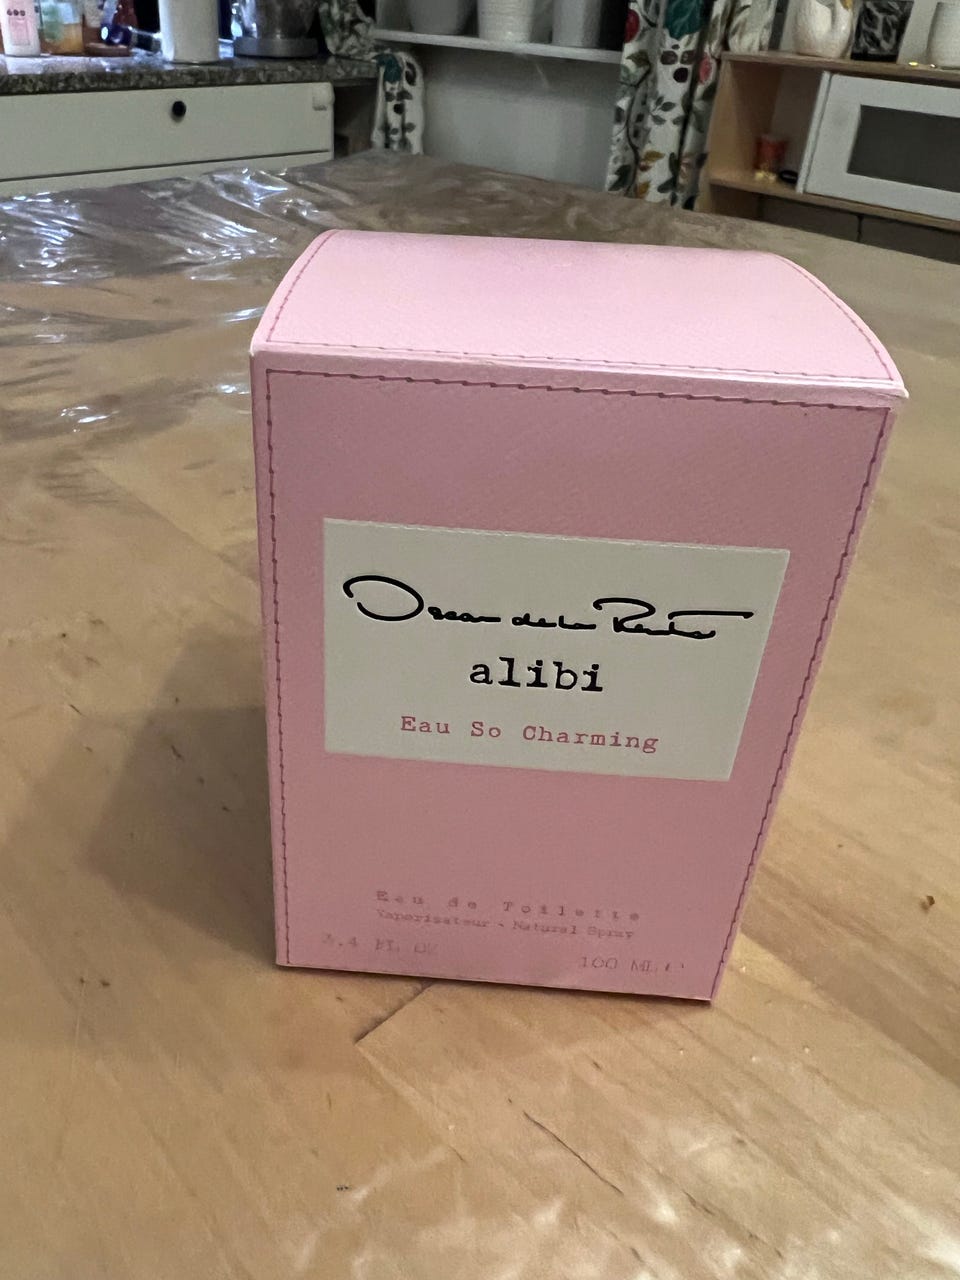 Oscar de la Renta
alibi
Eau So Charming
Eau de Toilette
Vaporisateur - Natural Spray
3.4 FL OZ
100 ML ℮